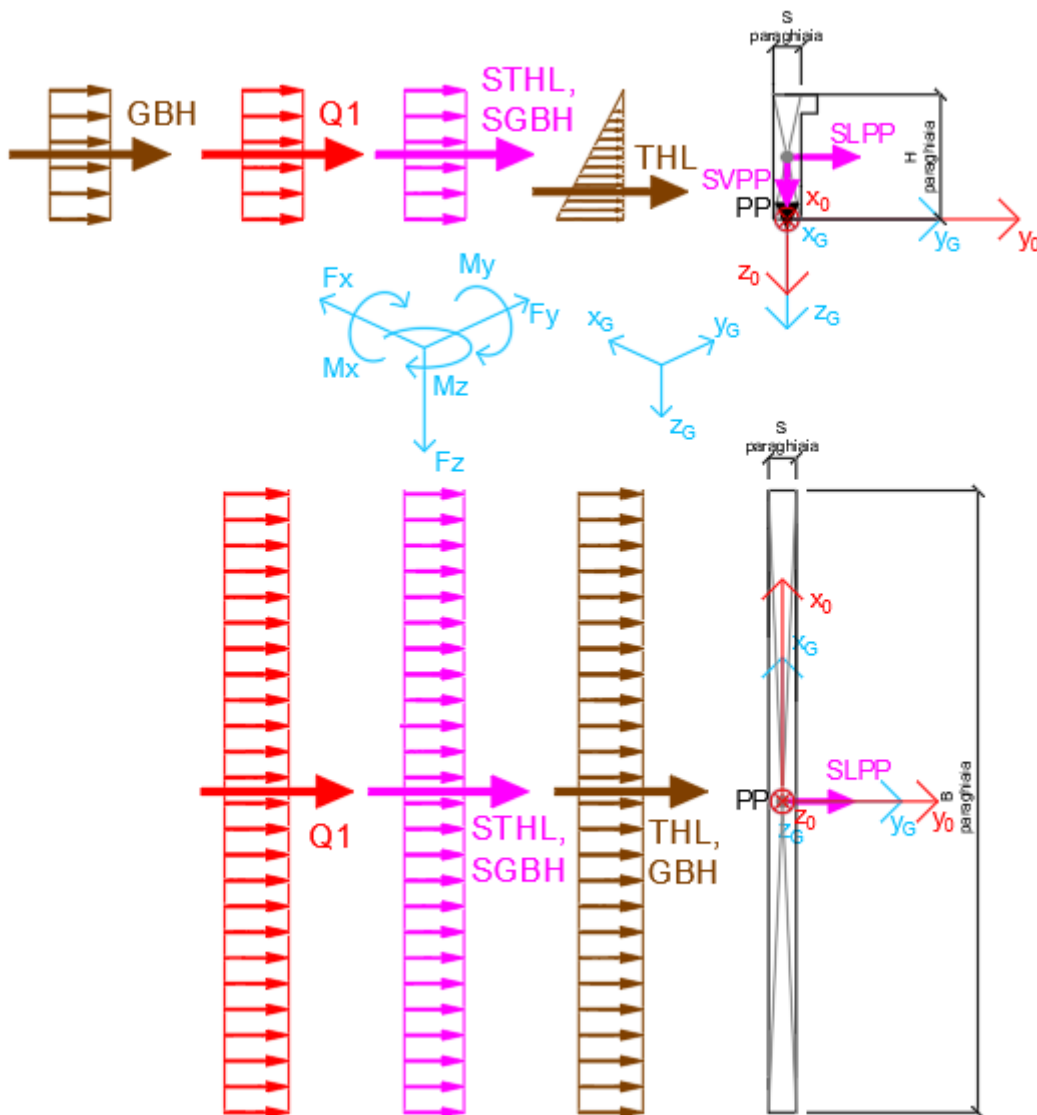 S
paraghiaia
GBH
Q1
STHL,
SGBH
THL
SLPP
SVPP
H
paraghiaia
PP
x0
xG
yG
y0
z0
zG
Fx
My
Fy
Mx
Mz
Fz
xG
yG
zG
S
paraghiaia
x0
xG
SLPP
PP
z0
zG
yG
y0
B
paraghiaia
Q1
STHL,
SGBH
THL,
GBH